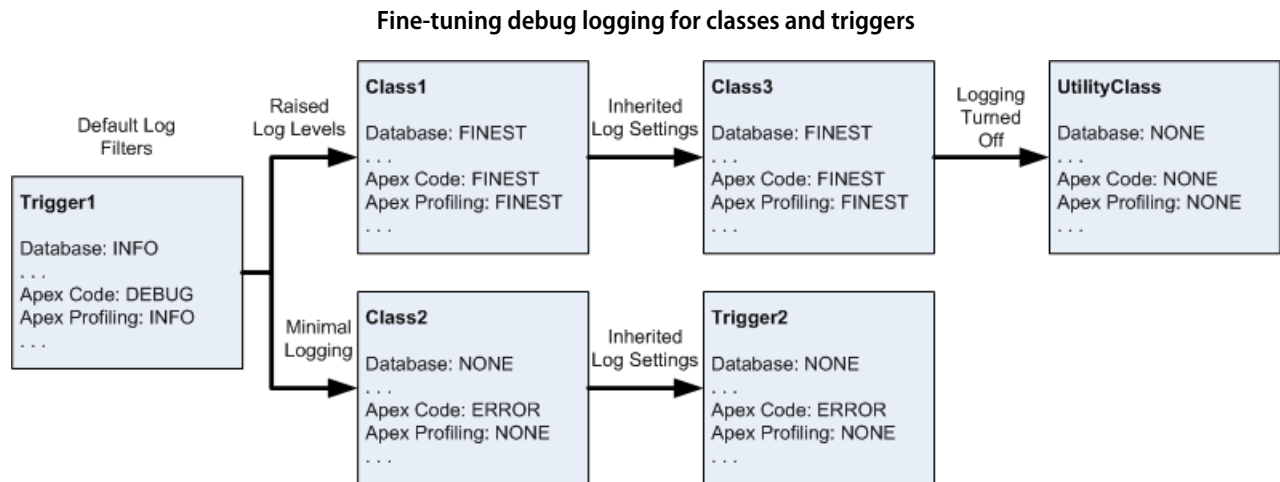 Fine-tuning debug logging for classes and triggers
Default Log
Filters
Trigger1
Database: INFO
. . .
Apex Code: DEBUG
Apex Profiling: INFO
. . .
Raised
Log Levels
Class1
Database: FINEST
. . .
Apex Code: FINEST
Apex Profiling: FINEST
. . .
Inherited
Log Settings
Class3
Database: FINEST
. . .
Apex Code: FINEST
Apex Profiling: FINEST
. . .
Logging
Turned
Off
UtilityClass
Database: NONE
. . .
Apex Code: NONE
Apex Profiling: NONE
. . .
Minimal
Logging
Class2
Database: NONE
. . .
Apex Code: ERROR
Apex Profiling: NONE
. . .
Inherited
Log Settings
Trigger2
Database: NONE
. . .
Apex Code: ERROR
Apex Profiling: NONE
. . .